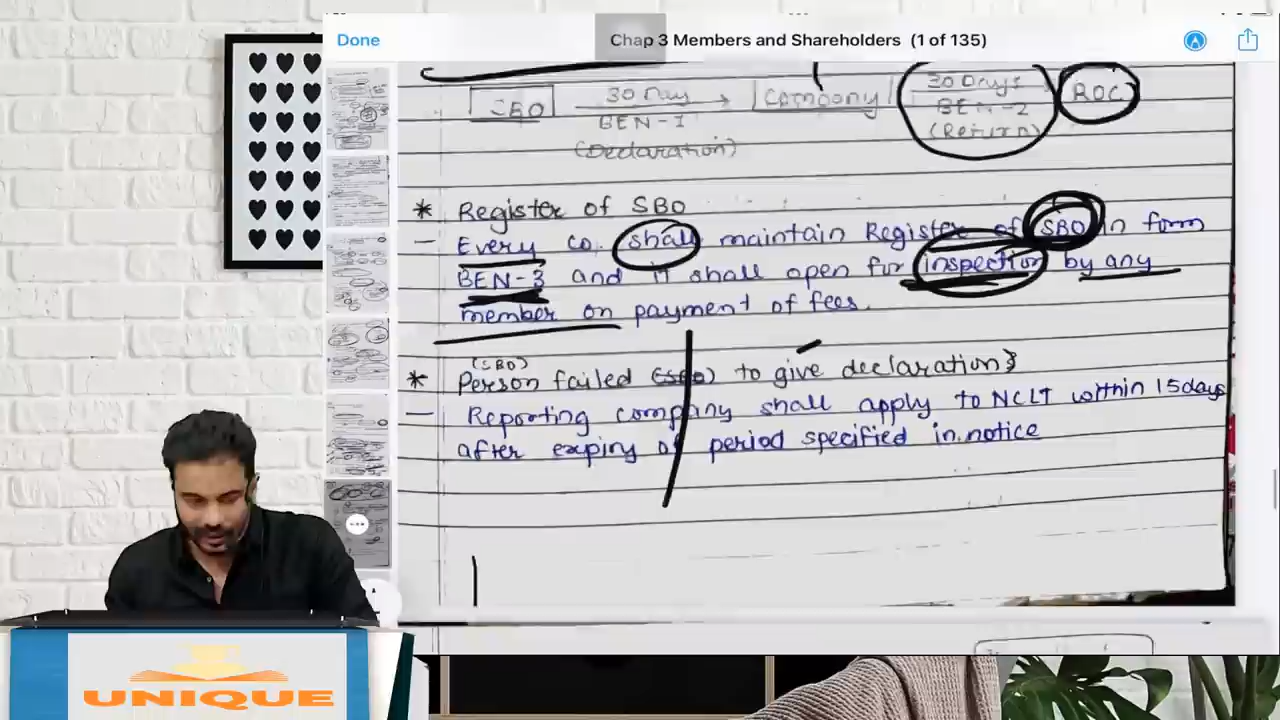 Done
Chap 3 Members and Shareholders (1 of 135)
SBO 30 Day Company 30 Days ROC
BEN-1 BEN-2
(Declaration) (Return)
* Register of SBO
- Every co. shall maintain Register of SBO in form
BEN-3 and it shall open for inspection by any
member on payment of fees.
(SBO)
* Person failed (SBO) to give declaration}
- Reporting company shall apply to NCLT within 15days
after expiry of period specified in notice
UNIQUE